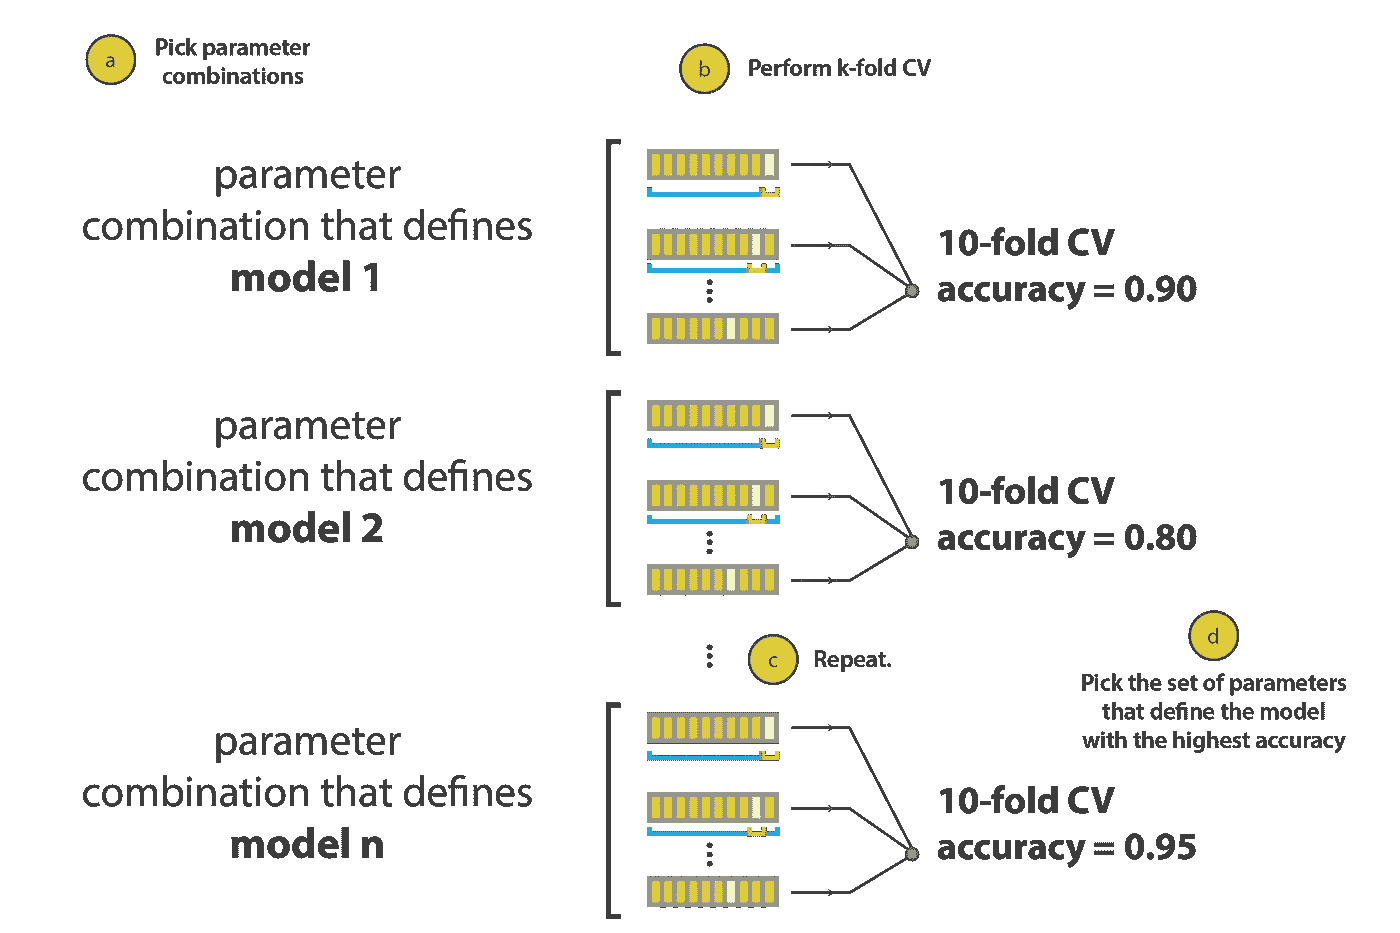 a
Pick parameter
combinations
b
Perform k-fold CV
parameter
combination that defines
model 1
10-fold CV
accuracy = 0.90
parameter
combination that defines
model 2
10-fold CV
accuracy = 0.80
c
Repeat.
d
Pick the set of parameters
that define the model
with the highest accuracy
parameter
combination that defines
model n
10-fold CV
accuracy = 0.95